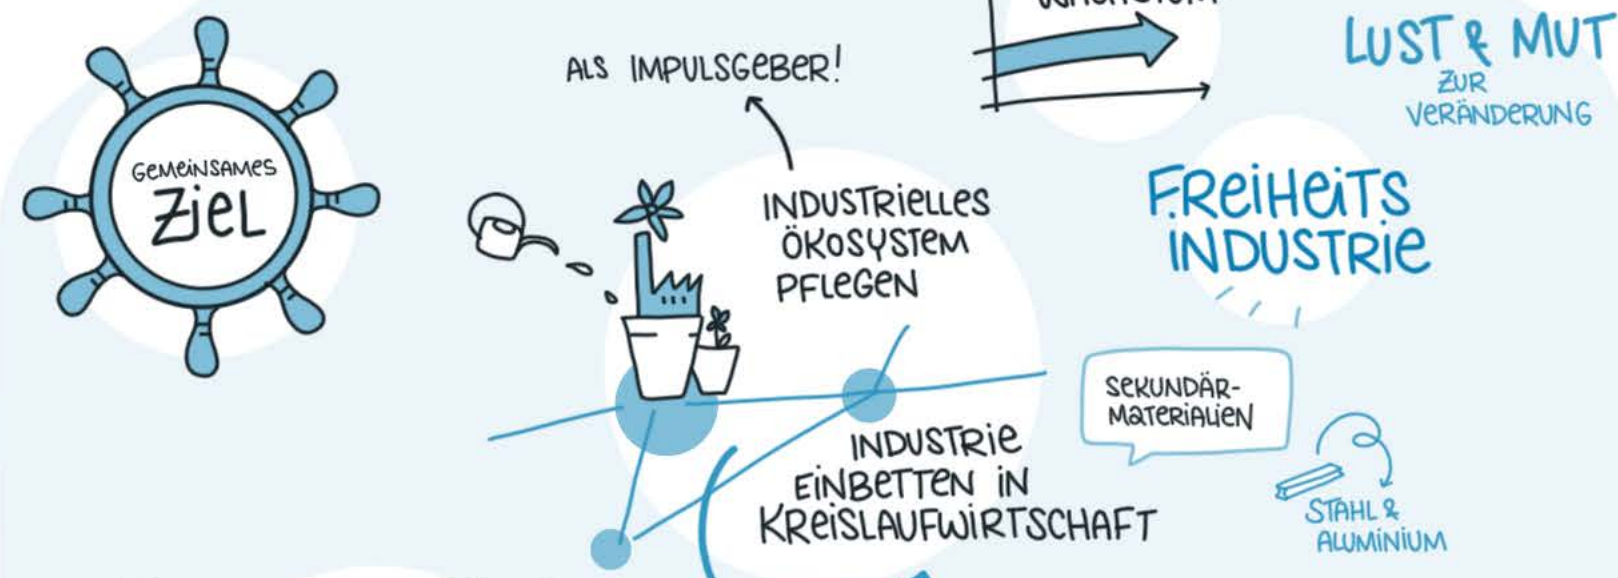 GEMEINSAMES
ZIEL
ALS IMPULSGEBER!
INDUSTRIELLES
ÖKOSYSTEM
PFLEGEN
INDUSTRIE
EINBETTEN IN
KREISLAUFWIRTSCHAFT
LUST & MUT
ZUR
VERÄNDERUNG
FREIHEITS
INDUSTRIE
SEKUNDÄR-
MATERIALIEN
STAHL &
ALUMINIUM